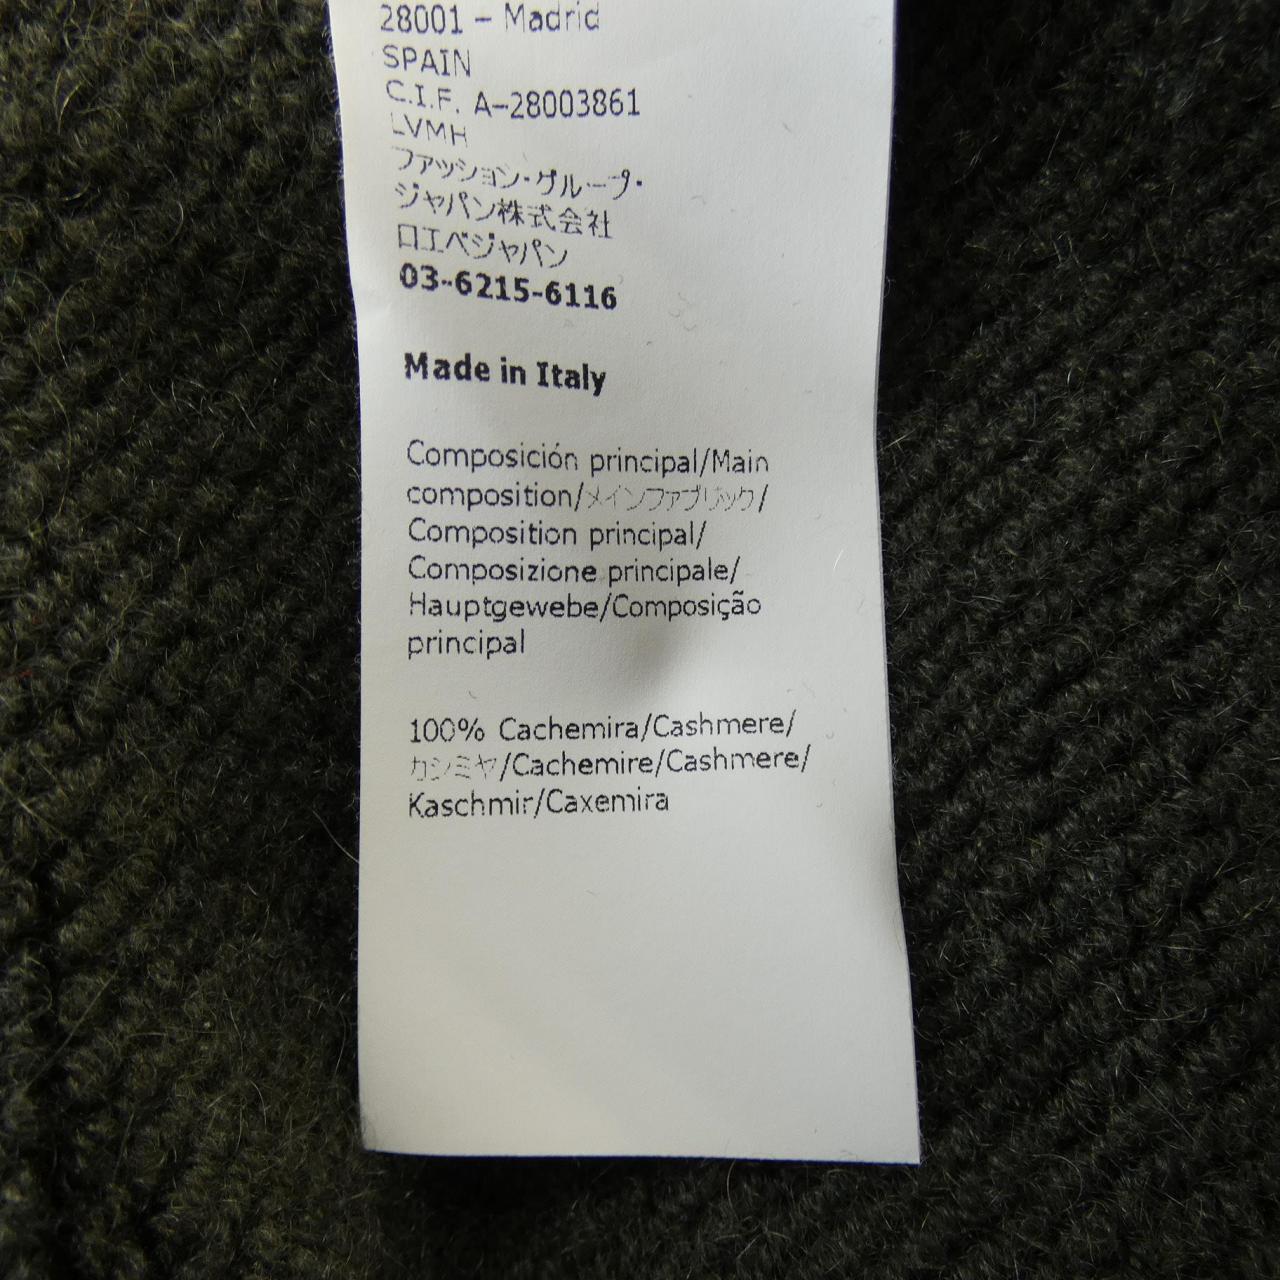 28001 – Madrid
SPAIN
C.I.F. A-28003861
LVMH
ファッション・グループ・
ジャパン株式会社
ロエベジャパン
03-6215-6116
Made in Italy
Composición principal/Main
composition/メインファブリック/
Composition principal/
Composizione principale/
Hauptgewebe/Composição
principal
100% Cachemira/Cashmere/
カシミヤ/Cachemire/Cashmere/
Kaschmir/Caxemira